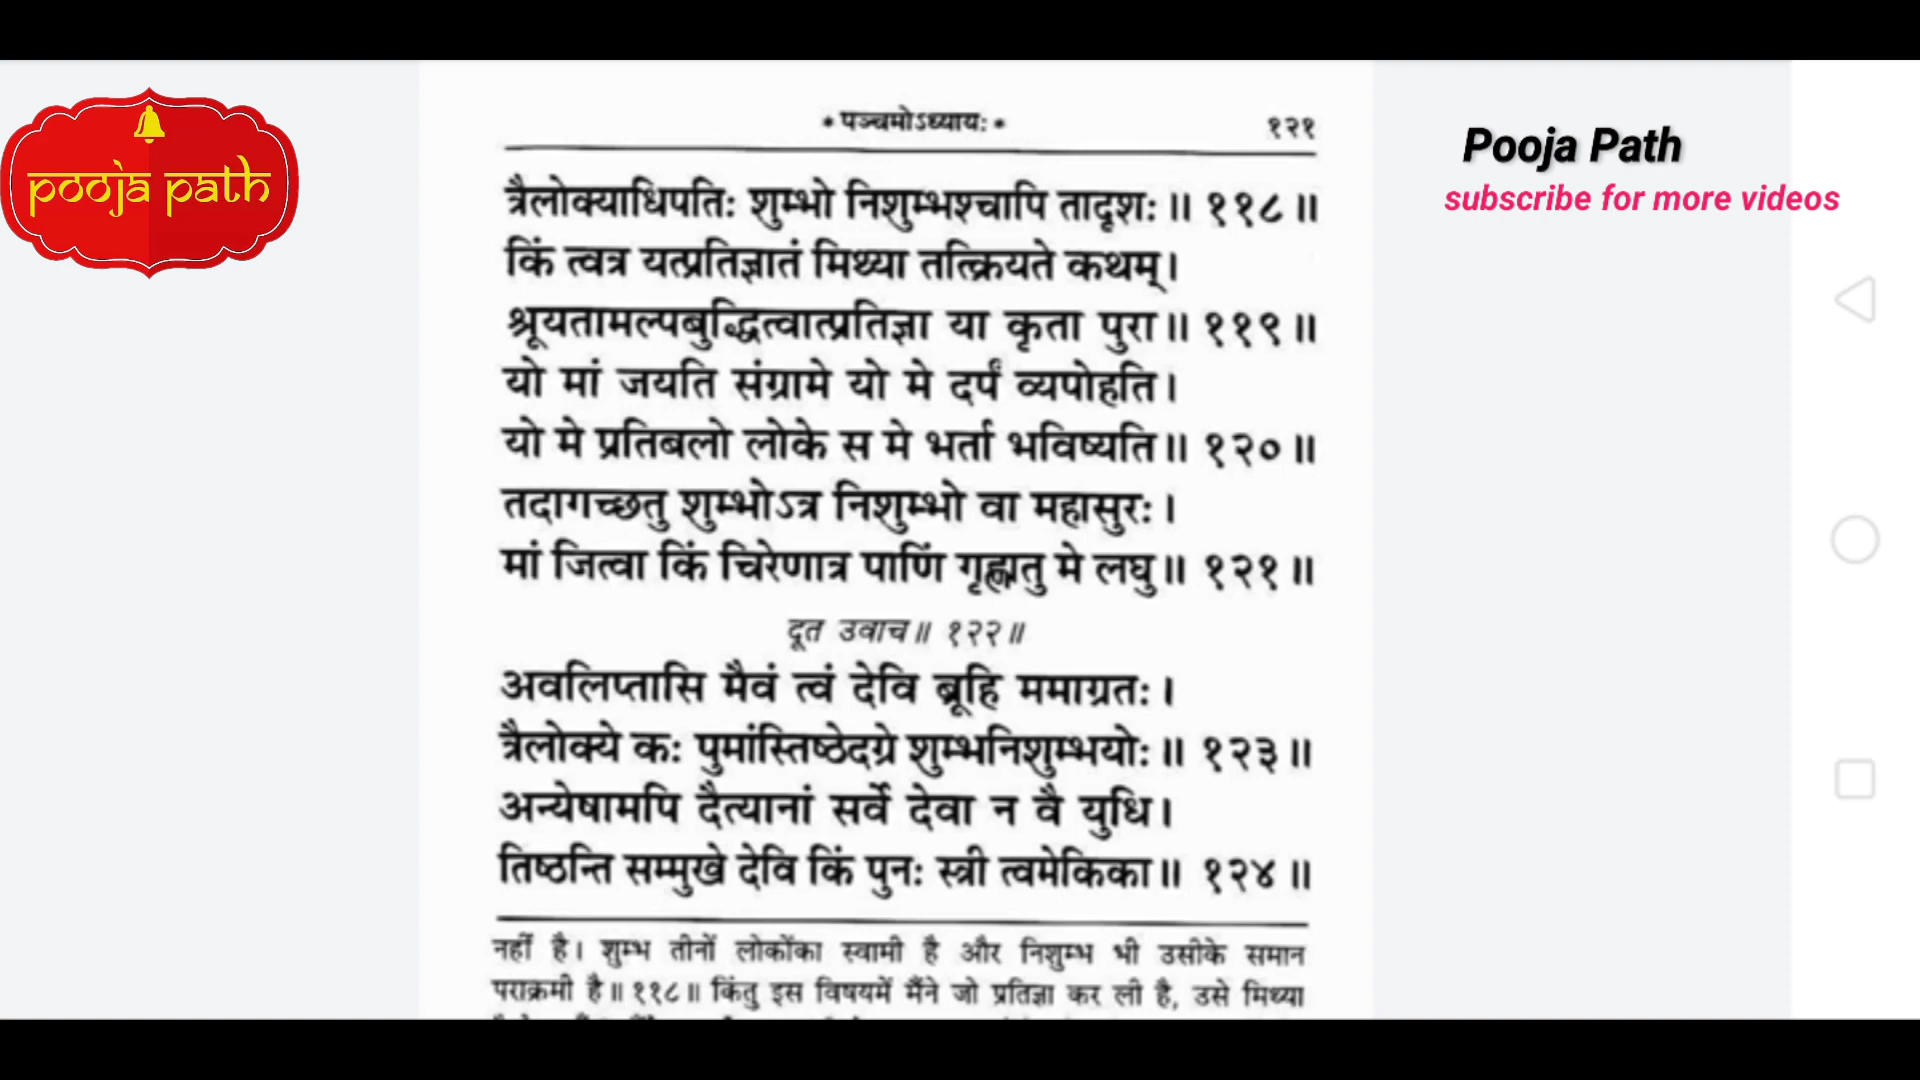 * पञ्चमोऽध्यायः *
१२१
pooja path
Pooja Path
subscribe for more videos
त्रैलोक्याधिपतिः शुम्भो निशुम्भश्चापि तादृशः॥ ११८॥
किं त्वत्र यत्प्रतिज्ञातं मिथ्या तत्क्रियते कथम्।
श्रूयतामल्पबुद्धित्वात्प्रतिज्ञा या कृता पुरा॥ ११९॥
यो मां जयति संग्रामे यो मे दर्पं व्यपोहति।
यो मे प्रतिबलो लोके स मे भर्ता भविष्यति॥ १२०॥
तदागच्छतु शुम्भोऽत्र निशुम्भो वा महासुरः।
मां जित्वा किं चिरेणात्र पाणिं गृह्णातु मे लघु॥ १२१॥
दूत उवाच॥ १२२॥
अवलिप्तासि मैवं त्वं देवि ब्रूहि ममाग्रतः।
त्रैलोक्ये कः पुमांस्तिष्ठेदग्रे शुम्भनिशुम्भयोः॥ १२३॥
अन्येषामपि दैत्यानां सर्वे देवा न वै युधि।
तिष्ठन्ति सम्मुखे देवि किं पुनः स्त्री त्वमेकिका॥ १२४॥
नहीं है। शुम्भ तीनों लोकोंका स्वामी है और निशुम्भ भी उसीके समान
पराक्रमी है॥ ११८॥ किंतु इस विषयमें मैंने जो प्रतिज्ञा कर ली है, उसे मिथ्या